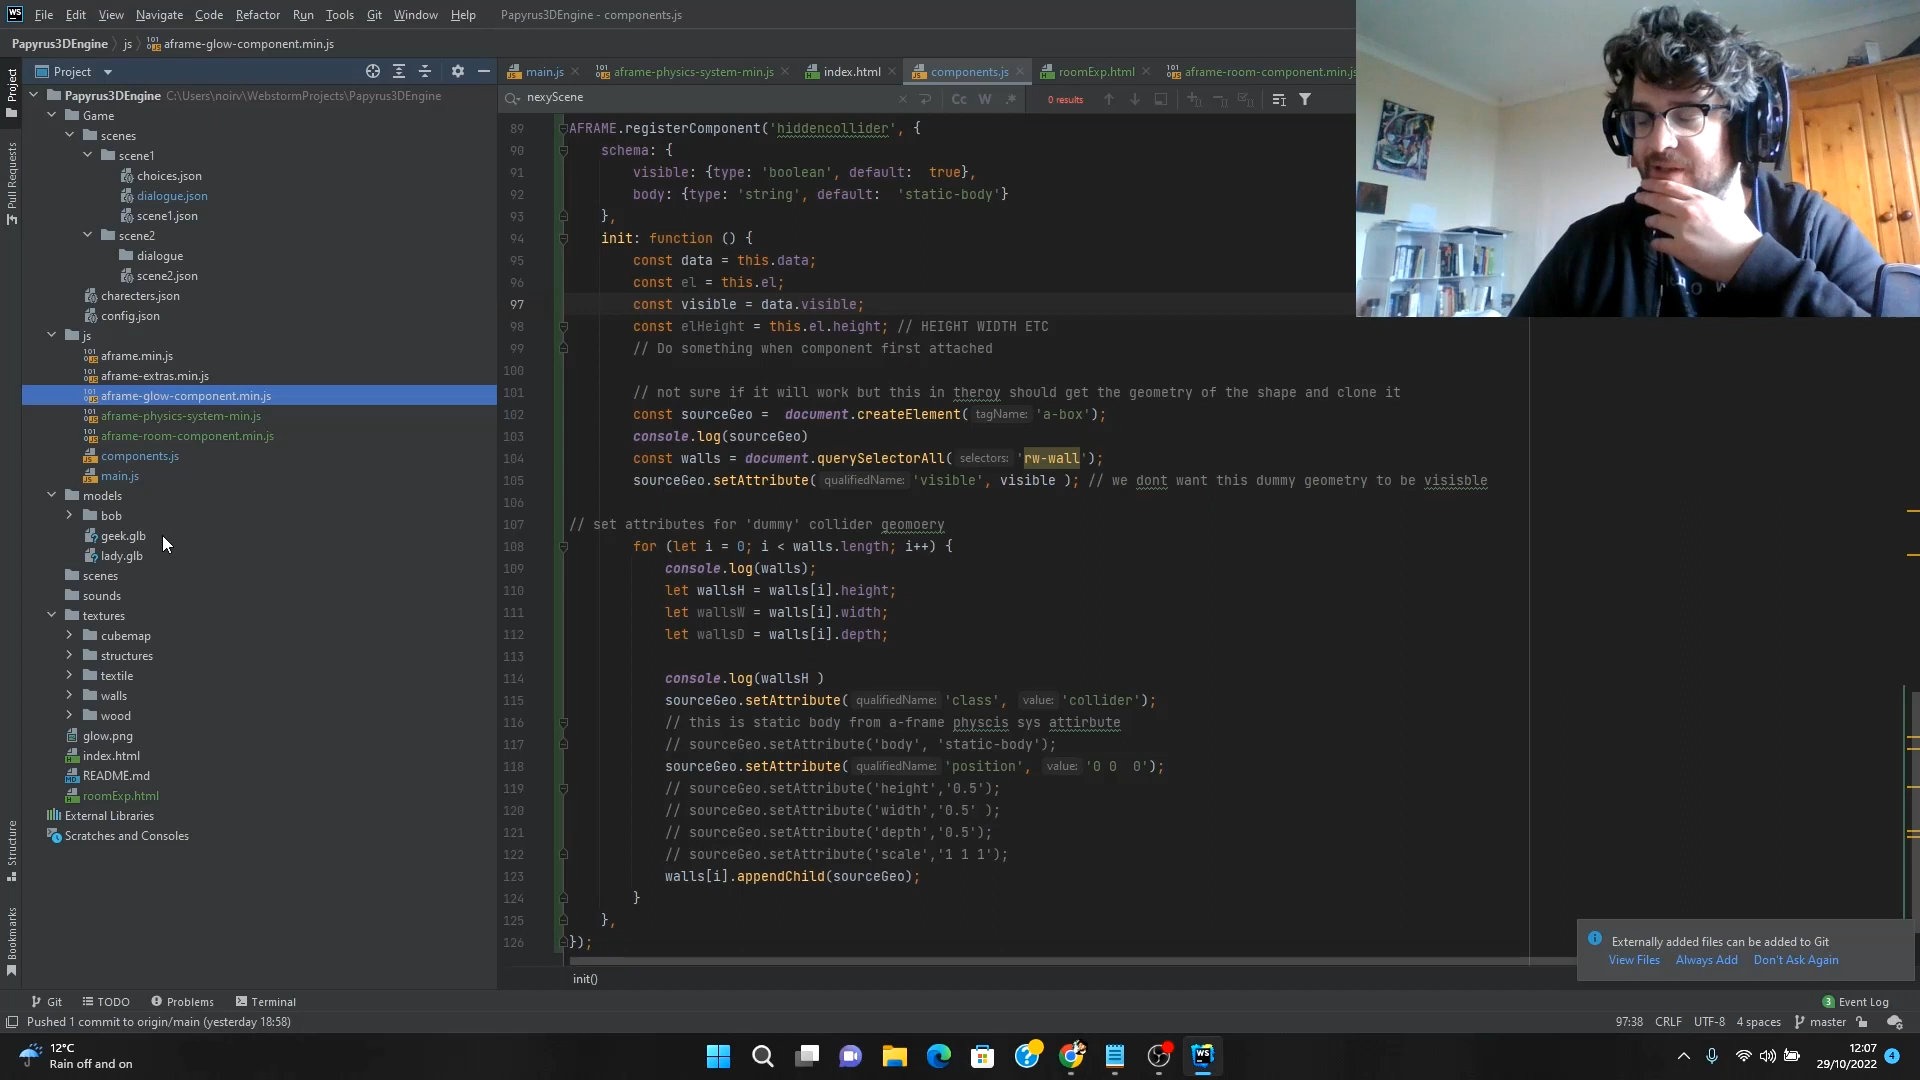 WS File Edit View Navigate Code Refactor Run Tools Git Window Help Papyrus3DEngine - components.js
Papyrus3DEngine js aframe-glow-component.min.js
Project
Pull Requests
Structure
Bookmarks
Project
Papyrus3DEngine C:\Users\noirv\WebstormProjects\Papyrus3DEngine
Game
scenes
scene1
choices.json
dialogue.json
scene1.json
scene2
dialogue
scene2.json
charecters.json
config.json
js
aframe.min.js
aframe-extras.min.js
aframe-glow-component.min.js
aframe-physics-system-min.js
aframe-room-component.min.js
components.js
main.js
models
bob
geek.glb
lady.glb
scenes
sounds
textures
cubemap
structures
textile
walls
wood
glow.png
index.html
README.md
roomExp.html
External Libraries
Scratches and Consoles
main.js aframe-physics-system-min.js index.html components.js roomExp.html aframe-room-component.min.js
nexyScene Cc W .* 0 results
89 AFRAME.registerComponent('hiddencollider', {
90 schema: {
91 visible: {type: 'boolean', default: true},
92 body: {type: 'string', default: 'static-body'}
93 },
94 init: function () {
95 const data = this.data;
96 const el = this.el;
97 const visible = data.visible;
98 const elHeight = this.el.height; // HEIGHT WIDTH ETC
99 // Do something when component first attached
100
101 // not sure if it will work but this in theroy should get the geometry of the shape and clone it
102 const sourceGeo = document.createElement( tagName: 'a-box');
103 console.log(sourceGeo)
104 const walls = document.querySelectorAll( selectors: 'rw-wall');
105 sourceGeo.setAttribute( qualifiedName: 'visible', visible ); // we dont want this dummy geometry to be visisble
106
107 // set attributes for 'dummy' collider geomoery
108 for (let i = 0; i < walls.length; i++) {
109 console.log(walls);
110 let wallsH = walls[i].height;
111 let wallsW = walls[i].width;
112 let wallsD = walls[i].depth;
113
114 console.log(wallsH )
115 sourceGeo.setAttribute( qualifiedName: 'class', value: 'collider');
116 // this is static body from a-frame physcis sys attirbute
117 // sourceGeo.setAttribute('body', 'static-body');
118 sourceGeo.setAttribute( qualifiedName: 'position', value: '0 0  0');
119 // sourceGeo.setAttribute('height','0.5');
120 // sourceGeo.setAttribute('width','0.5' );
121 // sourceGeo.setAttribute('depth','0.5');
122 // sourceGeo.setAttribute('scale','1 1 1');
123 walls[i].appendChild(sourceGeo);
124 }
125 },
126 });
init()
Externally added files can be added to Git
View Files Always Add Don't Ask Again
Git TODO Problems Terminal 3 Event Log
Pushed 1 commit to origin/main (yesterday 18:58) 97:38 CRLF UTF-8 4 spaces master
12°C
Rain off and on
WS
12:07
29/10/2022
4